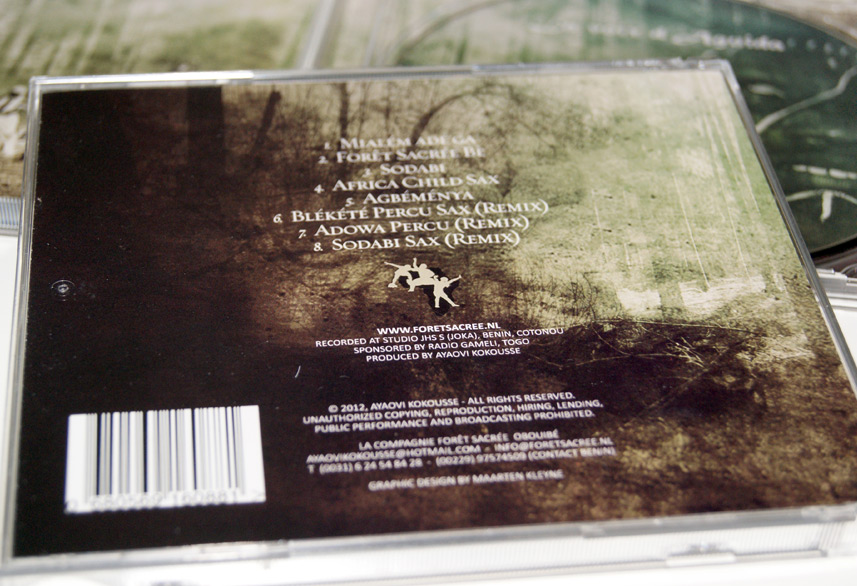 1. Mialém adé ga
2. Forêt Sacrée Be
3. Sodabi
4. Africa Child Sax
5. Agbéménya
6. Blékété Percu Sax (Remix)
7. Adowa Percu (Remix)
8. Sodabi Sax (Remix)
WWW.FORETSACREE.NL
RECORDED AT STUDIO JHS S (JOKA), BENIN, COTONOU
SPONSORED BY RADIO GAMELI, TOGO
PRODUCED BY AYAOVI KOKOUSSE
© 2012, AYAOVI KOKOUSSE - ALL RIGHTS RESERVED.
UNAUTHORIZED COPYING, REPRODUCTION, HIRING, LENDING,
PUBLIC PERFORMANCE AND BROADCASTING PROHIBITED.
LA COMPAGNIE FORÊT SACRÉE OBOUIBÉ
AYAOVIKOKOUSSE@HOTMAIL.COM - INFO@FORETSACREE.NL
T (0031) 6 24 54 84 28 - (00229) 97574509 (CONTACT BENIN)
GRAPHIC DESIGN BY MAARTEN KLEYNE